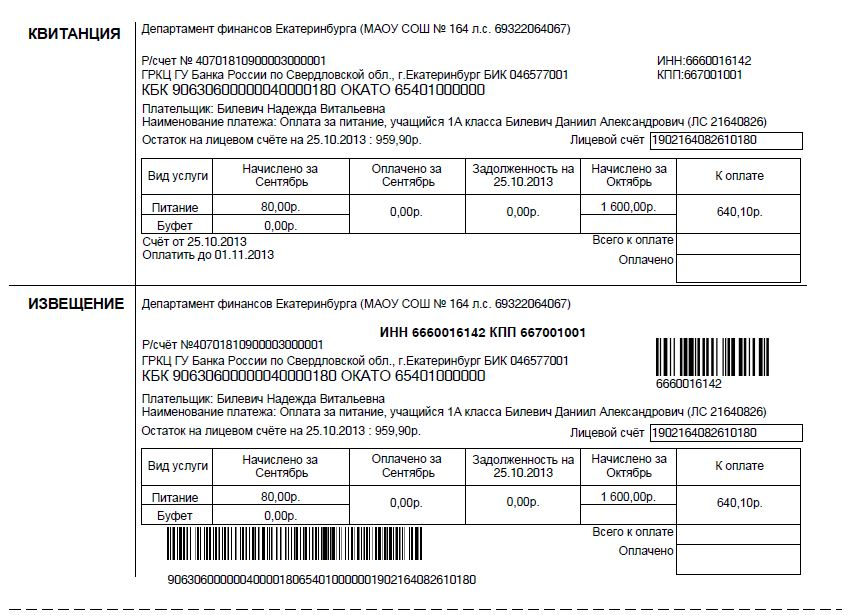 КВИТАНЦИЯ
Департамент финансов Екатеринбурга (МАОУ СОШ № 164 л.с. 69322064067)
Р/счет № 40701810900003000001 ИНН:6660016142
ГРКЦ ГУ Банка России по Свердловской обл., г.Екатеринбург БИК 046577001 КПП:667001001
КБК 90630600000040000180 ОКАТО 65401000000
Плательщик: Билевич Надежда Витальевна
Наименование платежа: Оплата за питание, учащийся 1А класса Билевич Даниил Александрович (ЛС 21640826)
Остаток на лицевом счёте на 25.10.2013 : 959,90р. Лицевой счёт 1902164082610180
Вид услуги Начислено за Сентябрь Оплачено за Сентябрь Задолженность на 25.10.2013 Начислено за Октябрь К оплате
Питание 80,00р. 0,00р. 0,00р. 1 600,00р. 640,10р.
Буфет 0,00р.
Счёт от 25.10.2013 Всего к оплате
Оплатить до 01.11.2013
Оплачено
ИЗВЕЩЕНИЕ
Департамент финансов Екатеринбурга (МАОУ СОШ № 164 л.с. 69322064067)
ИНН 6660016142 КПП 667001001
Р/счёт №40701810900003000001
ГРКЦ ГУ Банка России по Свердловской обл., г.Екатеринбург БИК 046577001
КБК 90630600000040000180 ОКАТО 65401000000
6660016142
Плательщик: Билевич Надежда Витальевна
Наименование платежа: Оплата за питание, учащийся 1А класса Билевич Даниил Александрович (ЛС 21640826)
Остаток на лицевом счёте на 25.10.2013 : 959,90р. Лицевой счёт 1902164082610180
Вид услуги Начислено за Сентябрь Оплачено за Сентябрь Задолженность на 25.10.2013 Начислено за Октябрь К оплате
Питание 80,00р. 0,00р. 0,00р. 1 600,00р. 640,10р.
Буфет 0,00р.
Всего к оплате
Оплачено
90630600000040000180654010000001902164082610180